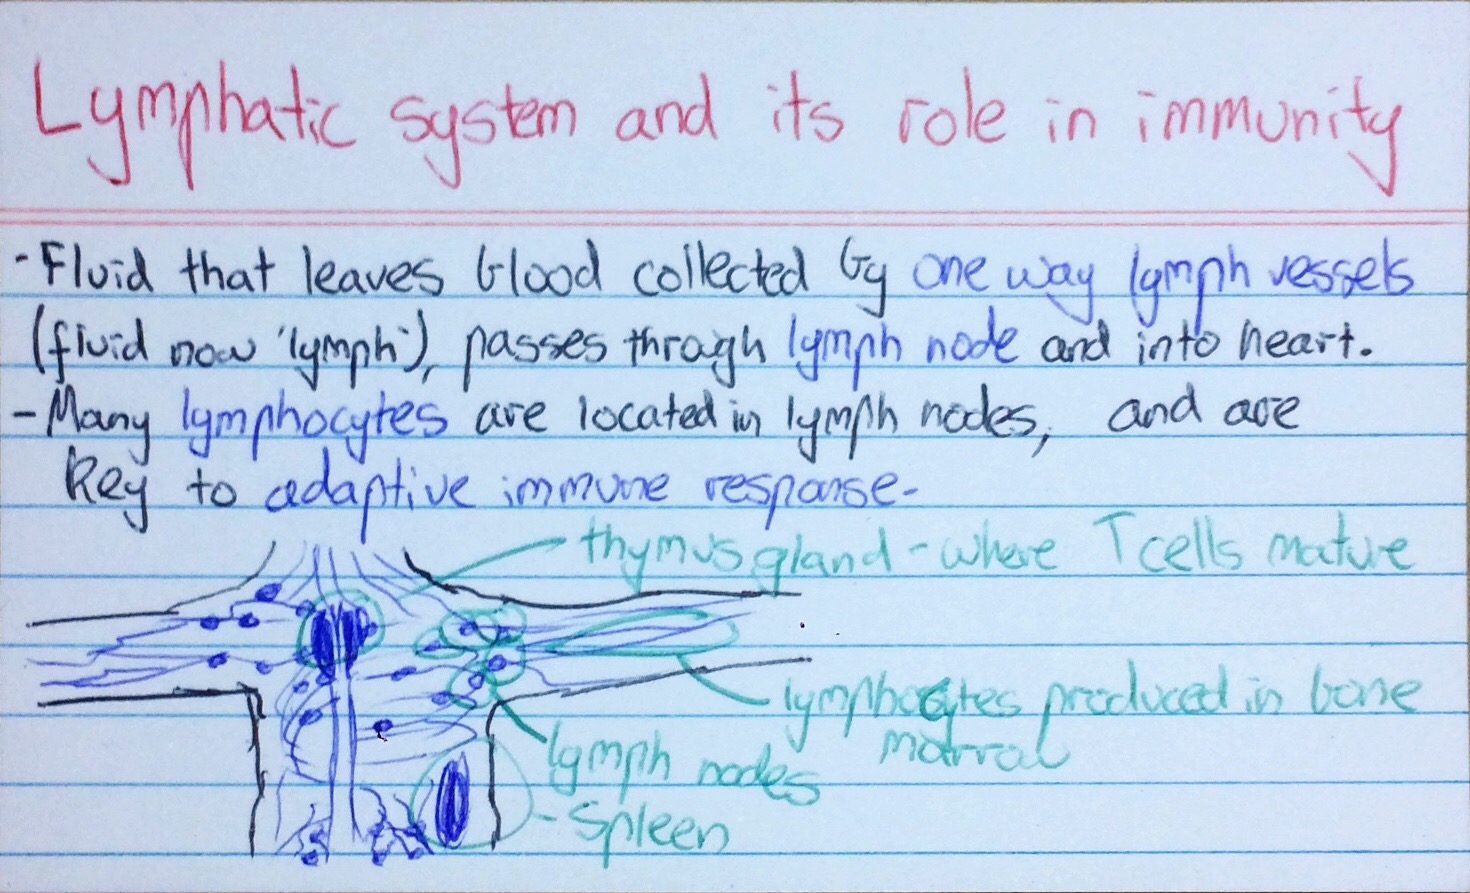 Lymphatic system and its role in immunity
- Fluid that leaves blood collected by one way lymph vessels
(fluid now 'lymph'), passes through lymph node and into heart.
- Many lymphocytes are located in lymph nodes, and are
Key to adaptive immune response.
thymus gland - where T cells mature
lymphocytes produced in bone
marrow
lymph nodes
- Spleen